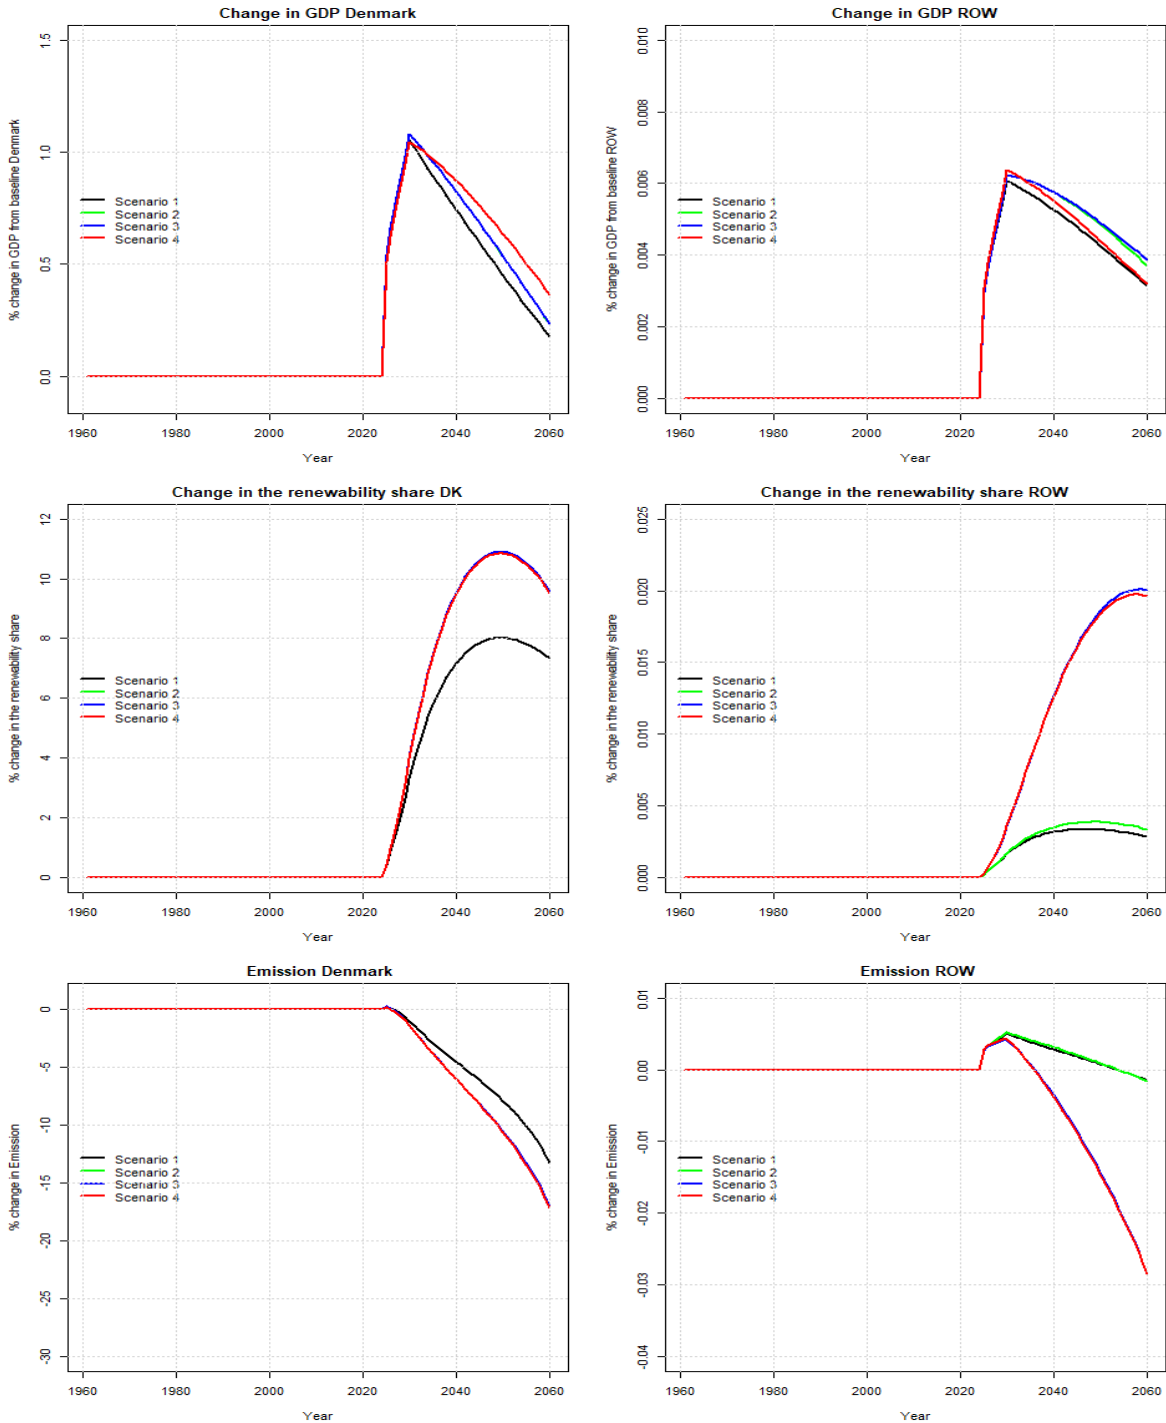 Change in GDP Denmark
% change in GDP from baseline Denmark
1.5
1.0
0.5
0.0
Scenario 1
Scenario 2
Scenario 3
Scenario 4
1960 1980 2000 2020 2040 2060
Year
Change in GDP ROW
% change in GDP from baseline ROW
0.010
0.008
0.006
0.004
0.002
0.000
Scenario 1
Scenario 2
Scenario 3
Scenario 4
1960 1980 2000 2020 2040 2060
Year
Change in the renewability share DK
% change in the renewability share
12
10
8
6
4
2
0
Scenario 1
Scenario 2
Scenario 3
Scenario 4
1960 1980 2000 2020 2040 2060
Year
Change in the renewability share ROW
% change in the renewability share
0.025
0.020
0.015
0.010
0.005
0.000
Scenario 1
Scenario 2
Scenario 3
Scenario 4
1960 1980 2000 2020 2040 2060
Year
Emission Denmark
% change in Emission
0
-5
-10
-15
-20
-25
-30
Scenario 1
Scenario 2
Scenario 3
Scenario 4
1960 1980 2000 2020 2040 2060
Year
Emission ROW
% change in Emission
0.01
0.00
-0.01
-0.02
-0.03
-0.04
Scenario 1
Scenario 2
Scenario 3
Scenario 4
1960 1980 2000 2020 2040 2060
Year